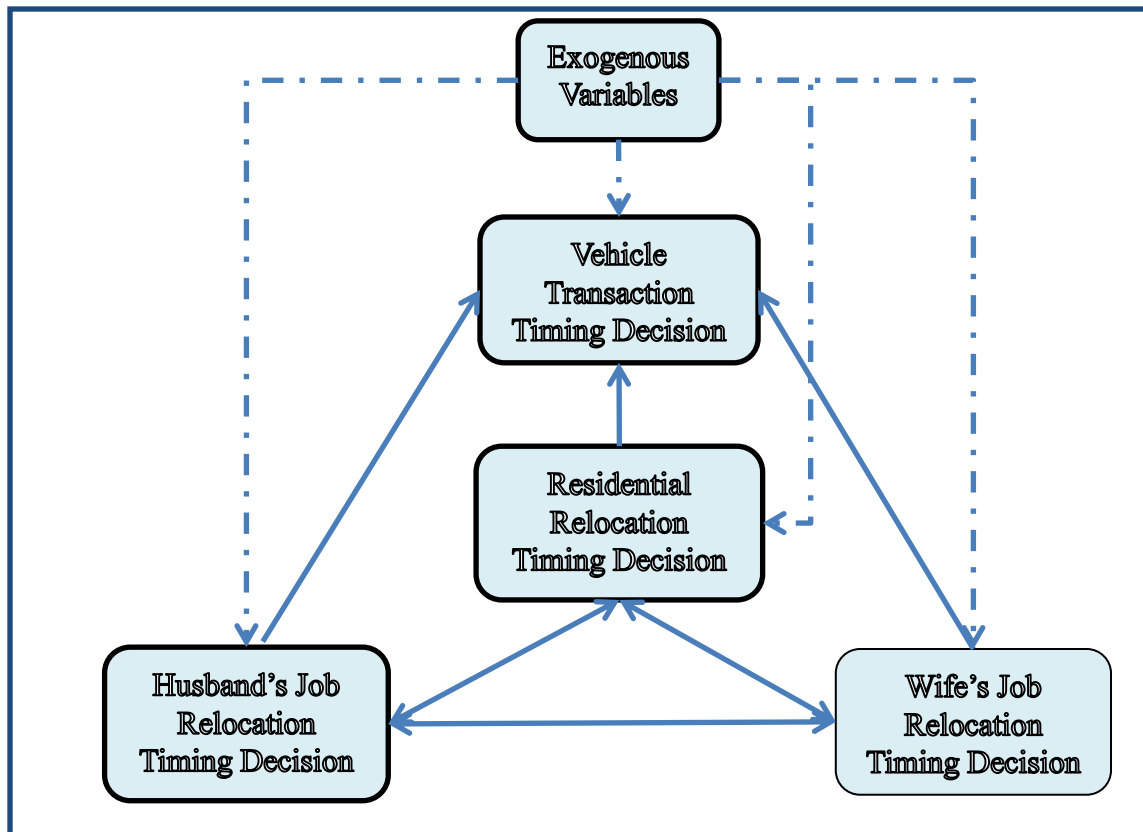 Exogenous
Variables
Vehicle
Transaction
Timing Decision
Residential
Relocation
Timing Decision
Husband’s Job
Relocation
Timing Decision
Wife’s Job
Relocation
Timing Decision